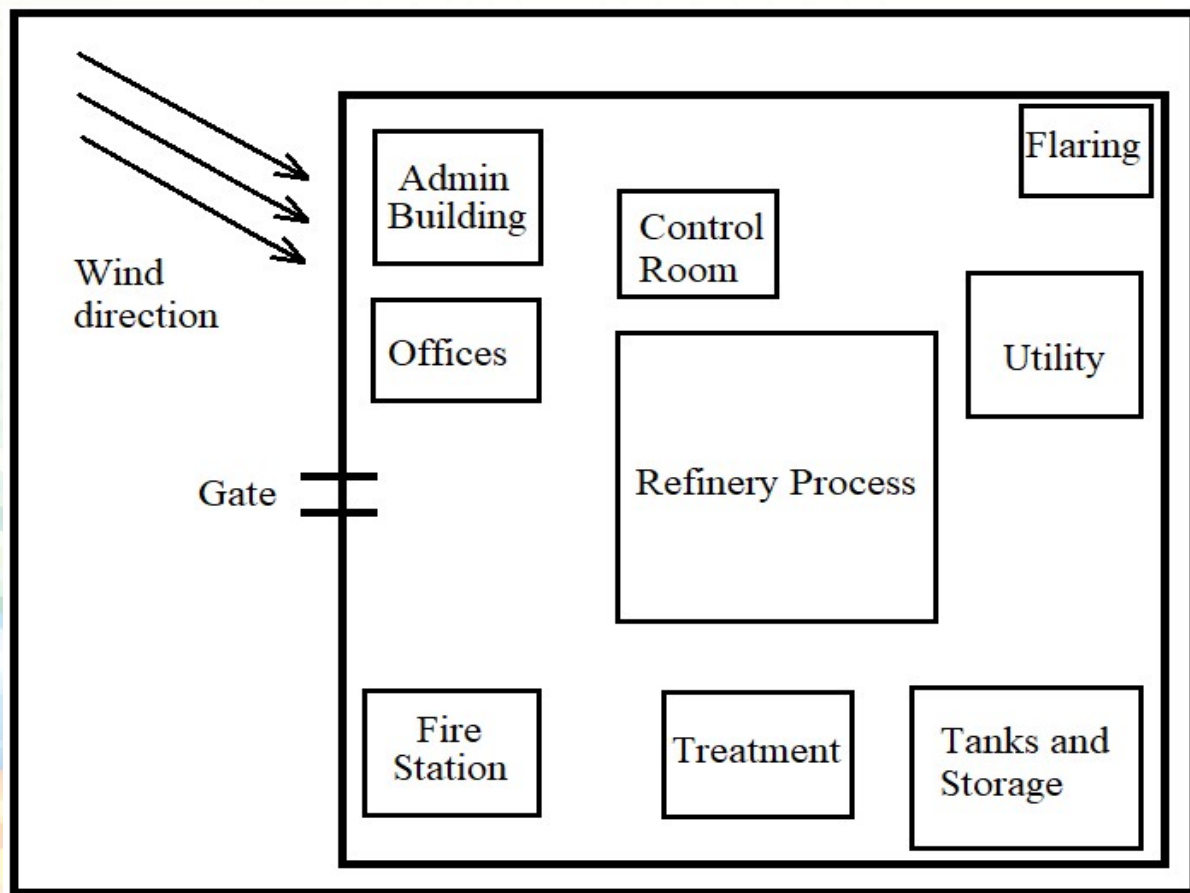 Wind
direction
Admin
Building
Control
Room
Flaring
Offices
Utility
Gate
Refinery Process
Fire
Station
Treatment
Tanks and
Storage